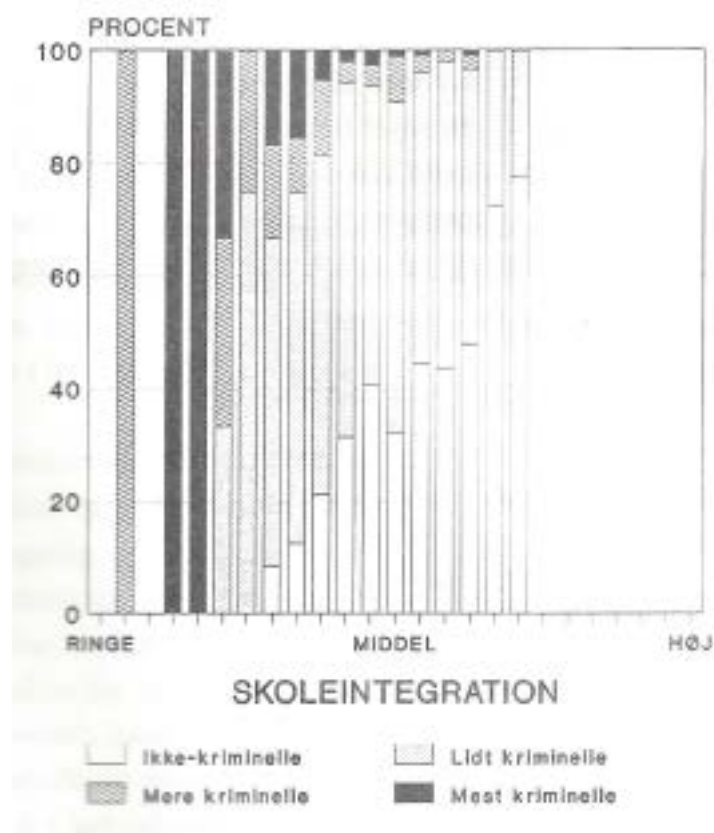 PROCENT
100
80
60
40
20
0
RINGE MIDDEL HØJ
SKOLEINTEGRATION
Ikke-kriminelle Lidt kriminelle
Mere kriminelle Mest kriminelle